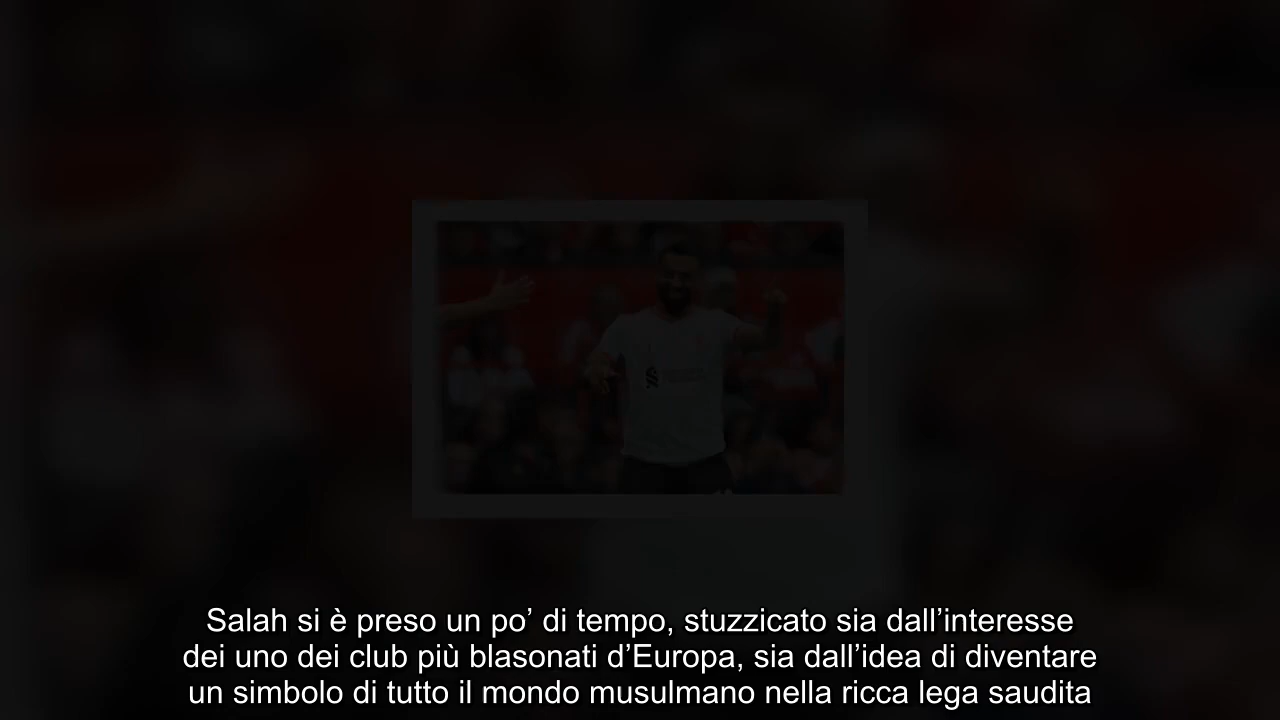 Salah si è preso un po’ di tempo, stuzzicato sia dall’interesse
dei uno dei club più blasonati d’Europa, sia dall’idea di diventare
un simbolo di tutto il mondo musulmano nella ricca lega saudita